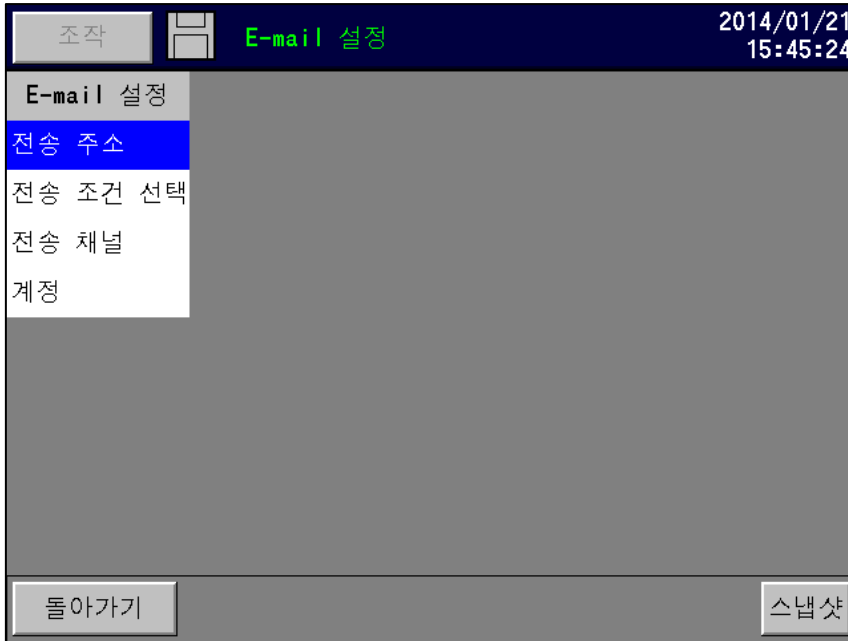 조작
E-mail 설정
2014/01/21
15:45:24
E-mail 설정
전송 주소
전송 조건 선택
전송 채널
계정
돌아가기
스냅샷